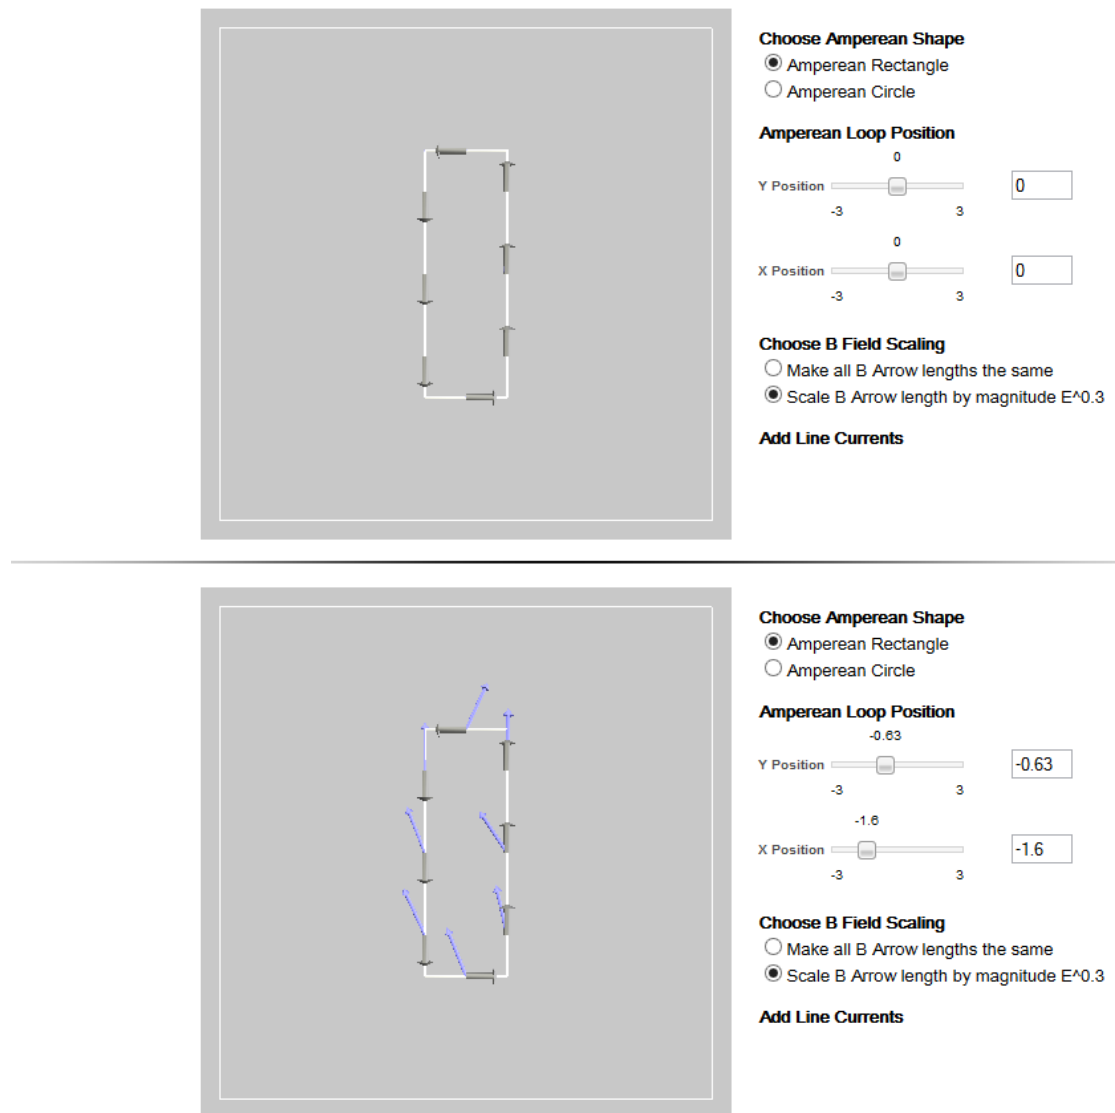 Choose Amperean Shape
Amperean Rectangle
Amperean Circle
Amperean Loop Position
0
Y Position
0
-3 3
0
X Position
0
-3 3
Choose B Field Scaling
Make all B Arrow lengths the same
Scale B Arrow length by magnitude E^0.3
Add Line Currents
Choose Amperean Shape
Amperean Rectangle
Amperean Circle
Amperean Loop Position
-0.63
Y Position
-0.63
-3 3
-1.6
X Position
-1.6
-3 3
Choose B Field Scaling
Make all B Arrow lengths the same
Scale B Arrow length by magnitude E^0.3
Add Line Currents